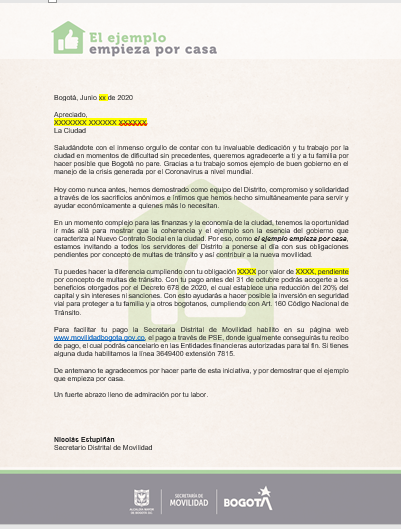 El ejemplo
empieza por casa
Bogotá, Junio xx de 2020
Apreciado,
XXXXXXX XXXXXX XXXXXX
La Ciudad
Saludándote con el inmenso orgullo de contar con tu invaluable dedicación y tu trabajo por la
ciudad en momentos de dificultad sin precedentes, queremos agradecerte a ti y a tu familia por
hacer posible que Bogotá no pare. Gracias a tu trabajo somos ejemplo de buen gobierno en el
manejo de la crisis generada por el Coronavirus a nivel mundial.
Hoy como nunca antes, hemos demostrado como equipo del Distrito, compromiso y solidaridad
a través de los sacrificios anónimos e íntimos que hemos hecho simultáneamente para servir y
ayudar económicamente a quienes más lo necesitan.
En un momento complejo para las finanzas y la economía de la ciudad, tenemos la oportunidad
ir más allá para mostrar que la coherencia y el ejemplo son la esencia del gobierno que
caracteriza al Nuevo Contrato Social en la ciudad. Por eso, como el ejemplo empieza por casa,
estamos invitando a todos los servidores del Distrito a ponerse al día con sus obligaciones
pendientes por concepto de multas de tránsito y así contribuir a la nueva movilidad.
Tu puedes hacer la diferencia cumpliendo con tu obligación XXXX por valor de XXXX, pendiente
por concepto de multas de tránsito. Con tu pago antes del 31 de octubre podrás acogerte a los
beneficios otorgados por el Decreto 678 de 2020, el cual establece una reducción del 20% del
capital y sin intereses ni sanciones. Con esto ayudarás a hacer posible la inversión en seguridad
vial para proteger a tu familia y a otros bogotanos, cumpliendo con Art. 160 Código Nacional de
Tránsito.
Para facilitar tu pago la Secretaría Distrital de Movilidad habilito en su página web
www.movilidadbogota.gov.co, el pago a través de PSE, donde igualmente conseguirás tu recibo
de pago, el cual podrás cancelarlo en las Entidades financieras autorizadas para tal fin. Si tienes
alguna duda habilitamos la línea 3649400 extensión 7815.
De antemano te agradecemos por hacer parte de esta iniciativa, y por demostrar que el ejemplo
que empieza por casa.
Un fuerte abrazo lleno de admiración por tu labor.
Nicolás Estupiñán
Secretario Distrital de Movilidad
ALCALDÍA MAYOR
DE BOGOTÁ D.C.
SECRETARÍA DE
MOVILIDAD
BOGOTÁ